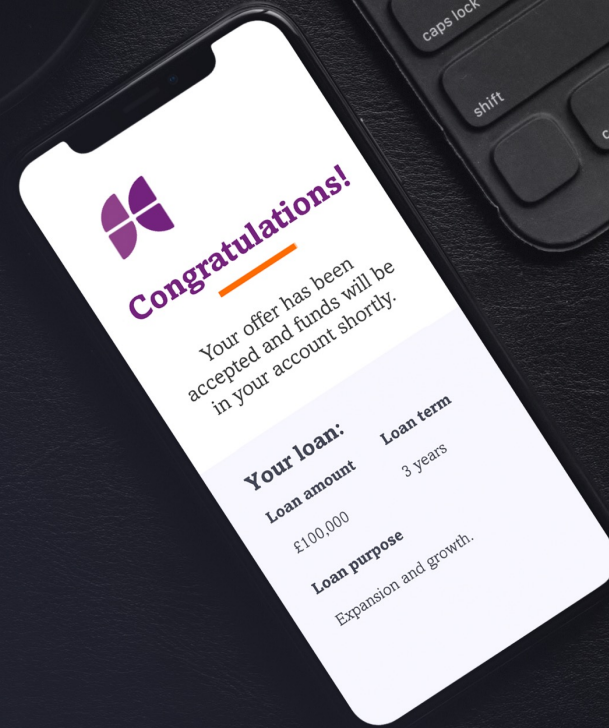 caps lock
shift
Congratulations!
Your offer has been
accepted and funds will be
in your account shortly.
Your loan:
Loan amount
Loan term
£100,000
3 years
Loan purpose
Expansion and growth.